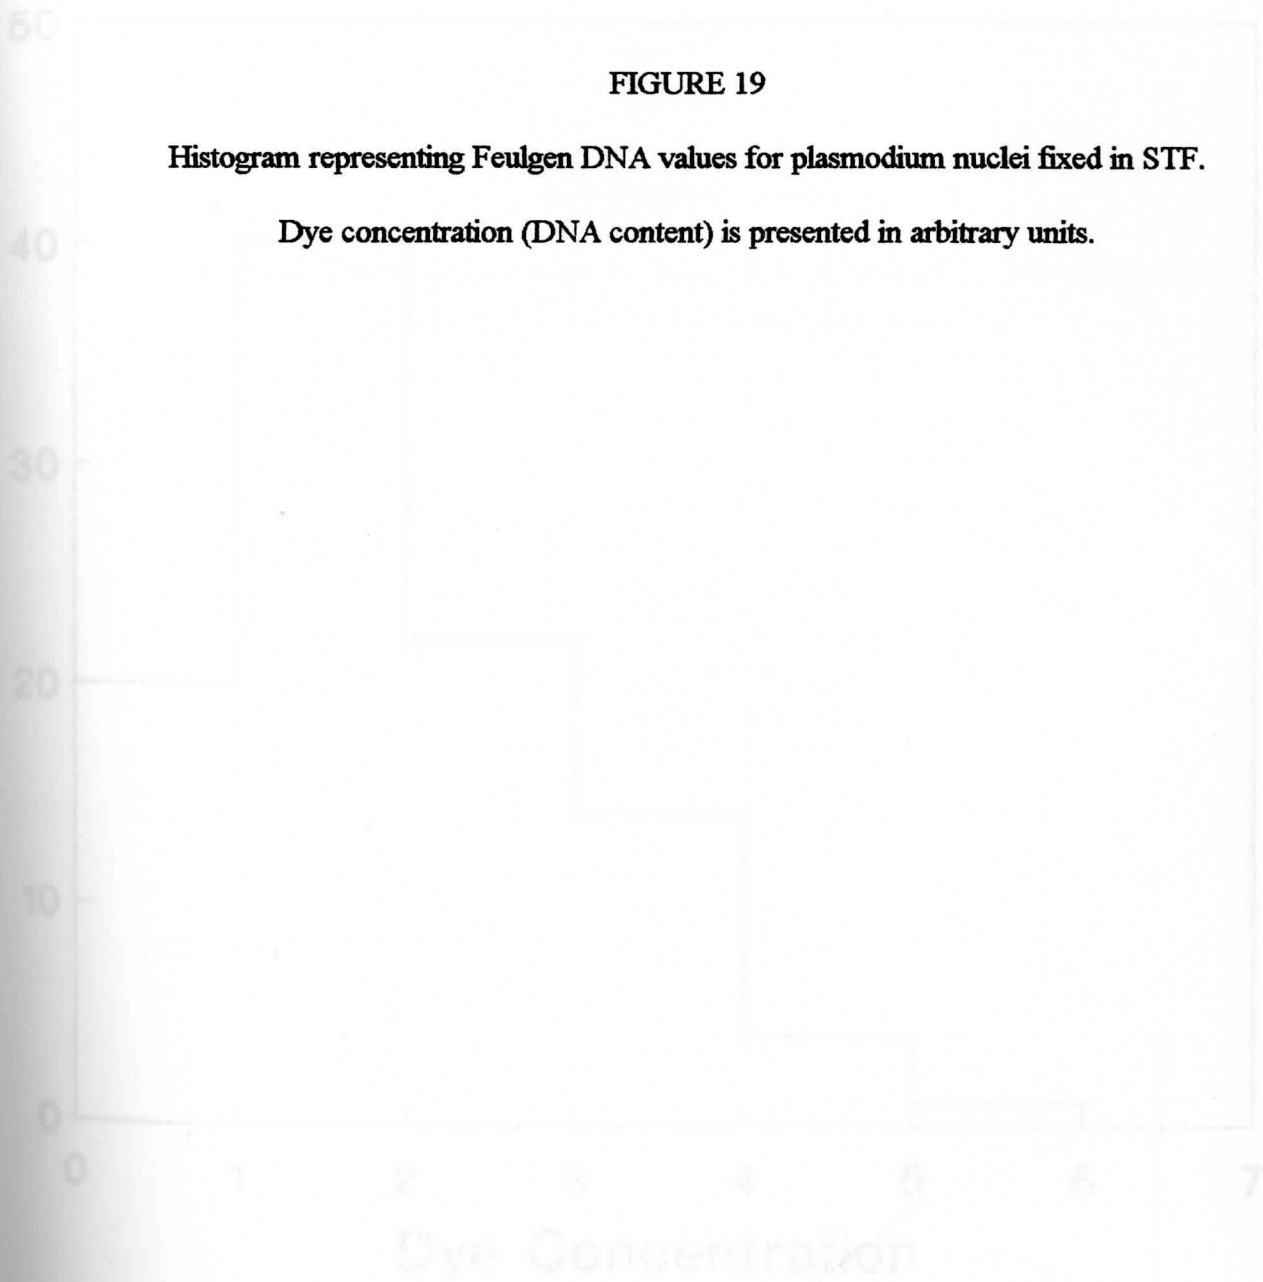 50
FIGURE 19
Histogram representing Feulgen DNA values for plasmodium nuclei fixed in STF.
Dye concentration (DNA content) is presented in arbitrary units.
40
30
20
10
0
0 1 2 3 4 5 6 7
Dye Concentration